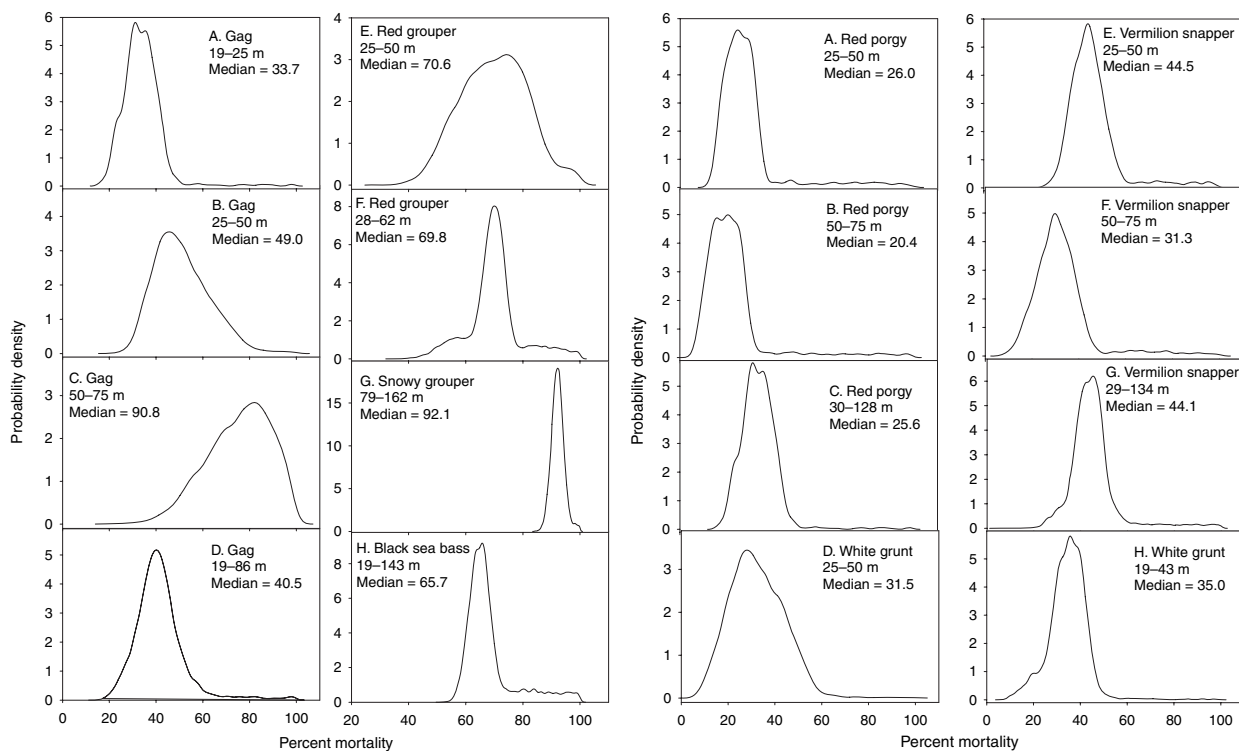 Probability density
6
5
4
3
2
1
0
A. Gag
19–25 m
Median = 33.7
4
3
2
1
0
B. Gag
25–50 m
Median = 49.0
3
2
1
0
C. Gag
50–75 m
Median = 90.8
5
4
3
2
1
0
D. Gag
19–86 m
Median = 40.5
0 20 40 60 80 100
4
3
2
1
0
E. Red grouper
25–50 m
Median = 70.6
40 60 80 100
8
6
4
2
0
F. Red grouper
28–62 m
Median = 69.8
15
10
5
0
G. Snowy grouper
79–162 m
Median = 92.1
8
6
4
2
0
H. Black sea bass
19–143 m
Median = 65.7
20 40 60 80 100
Percent mortality
Probability density
6
5
4
3
2
1
0
A. Red porgy
25–50 m
Median = 26.0
5
4
3
2
1
0
B. Red porgy
50–75 m
Median = 20.4
5
4
3
2
1
0
C. Red porgy
30–128 m
Median = 25.6
3
2
1
0
D. White grunt
25–50 m
Median = 31.5
0 20 40 60 80 100
6
5
4
3
2
1
0
E. Vermilion snapper
25–50 m
Median = 44.5
5
4
3
2
1
0
F. Vermilion snapper
50–75 m
Median = 31.3
6
5
4
3
2
1
0
G. Vermilion snapper
29–134 m
Median = 44.1
5
4
3
2
1
0
H. White grunt
19–43 m
Median = 35.0
0 20 40 60 80 100
Percent mortality